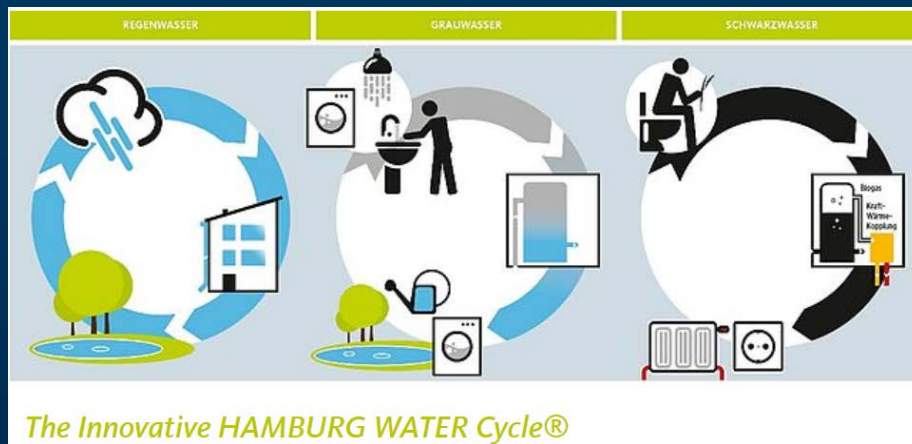 REGENWASSER
GRAUWASSER
SCHWARZWASSER
Biogas
Kraft-
Wärme-
Kopplung
The Innovative HAMBURG WATER Cycle®